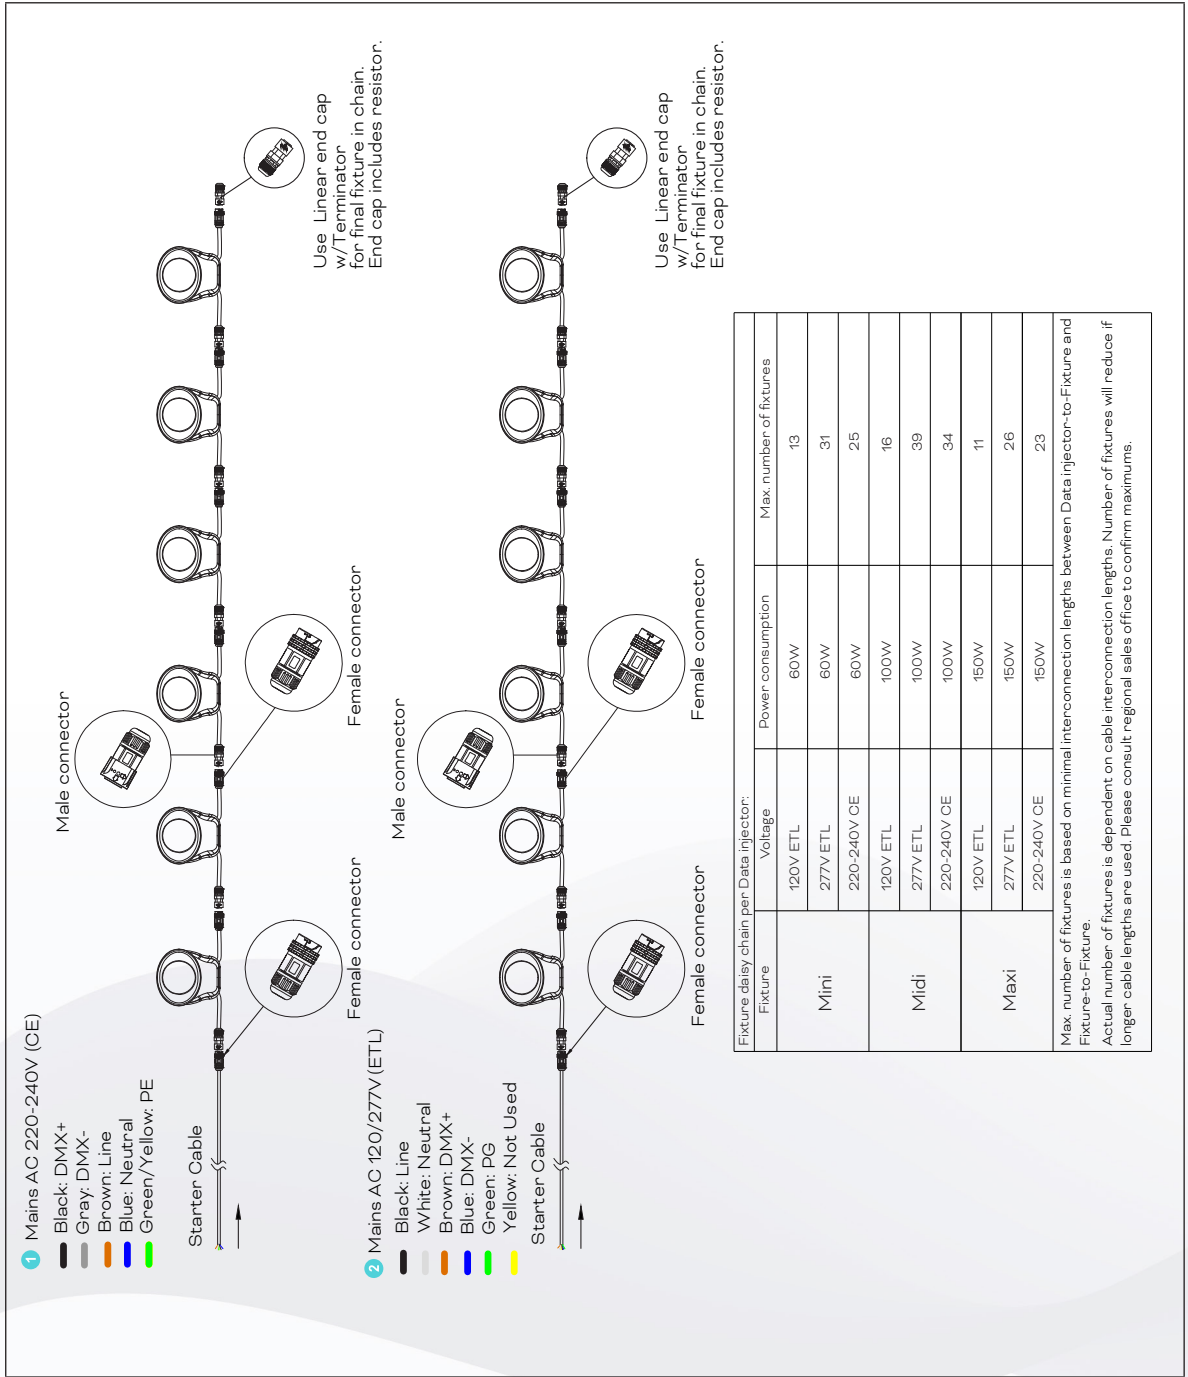 1 Mains AC 220-240V (CE)
Black: DMX+
Gray: DMX-
Brown: Line
Blue: Neutral
Green/Yellow: PE
Starter Cable
Female connector
Male connector
Female connector
Use Linear end cap
w/Terminator
for final fixture in chain.
End cap includes resistor.
2 Mains AC 120/277V (ETL)
Black: Line
White: Neutral
Brown: DMX+
Blue: DMX-
Green: PG
Yellow: Not Used
Starter Cable
Female connector
Male connector
Female connector
Use Linear end cap
w/Terminator
for final fixture in chain.
End cap includes resistor.
Fixture daisy chain per Data injector:
Fixture Voltage Power consumption Max. number of fixtures
Mini
120V ETL 60W 13
277V ETL 60W 31
220-240V CE 60W 25
Midi
120V ETL 100W 16
277V ETL 100W 39
220-240V CE 100W 34
Maxi
120V ETL 150W 11
277V ETL 150W 26
220-240V CE 150W 23
Max. number of fixtures is based on minimal interconnection lengths between Data injector-to-Fixture and
Fixture-to-Fixture.
Actual number of fixtures is dependent on cable interconnection lengths. Number of fixtures will reduce if
longer cable lengths are used. Please consult regional sales office to confirm maximums.